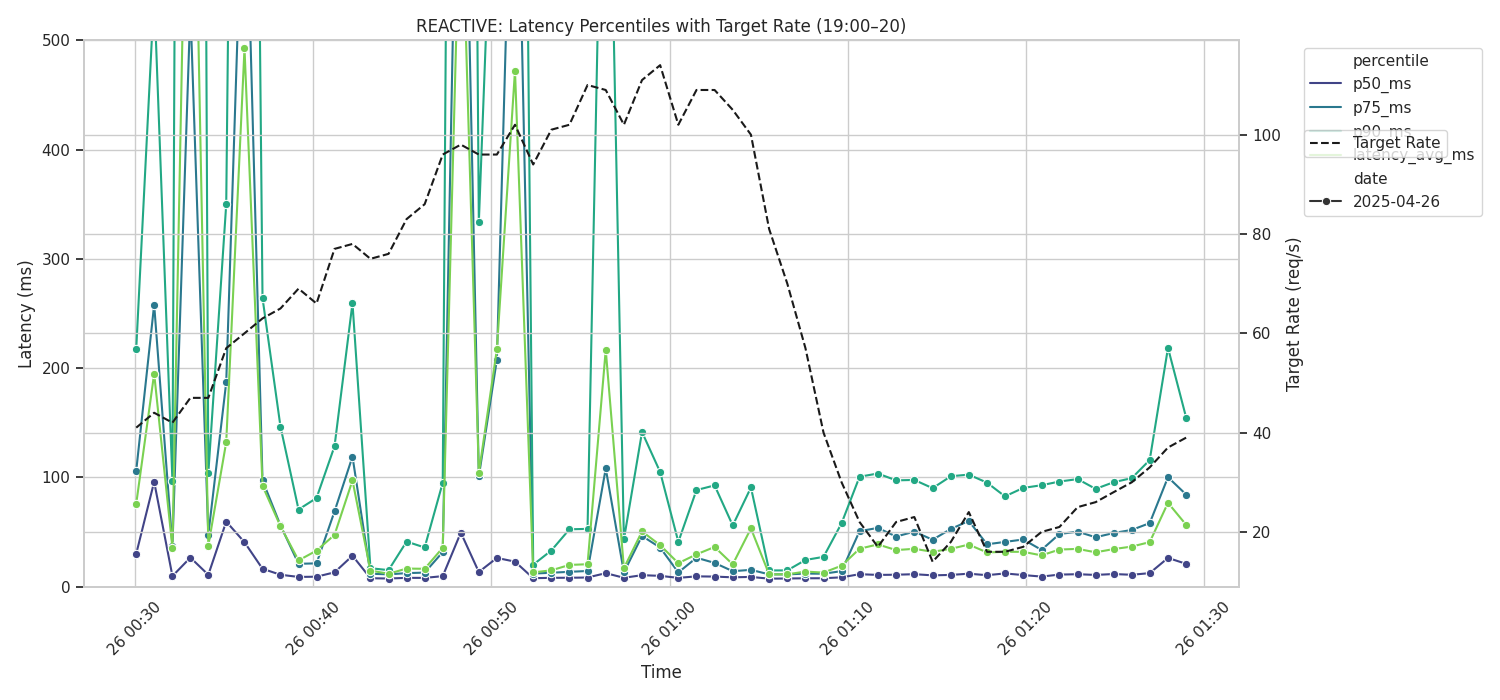 REACTIVE: Latency Percentiles with Target Rate (19:00–20)
500
400
300
200
100
0
Latency (ms)
100
80
60
40
20
Target Rate (req/s)
26 00:30
26 00:40
26 00:50
26 01:00
26 01:10
26 01:20
26 01:30
Time
percentile
p50_ms
p75_ms
p90_ms
Target Rate
latency_avg_ms
date
2025-04-26